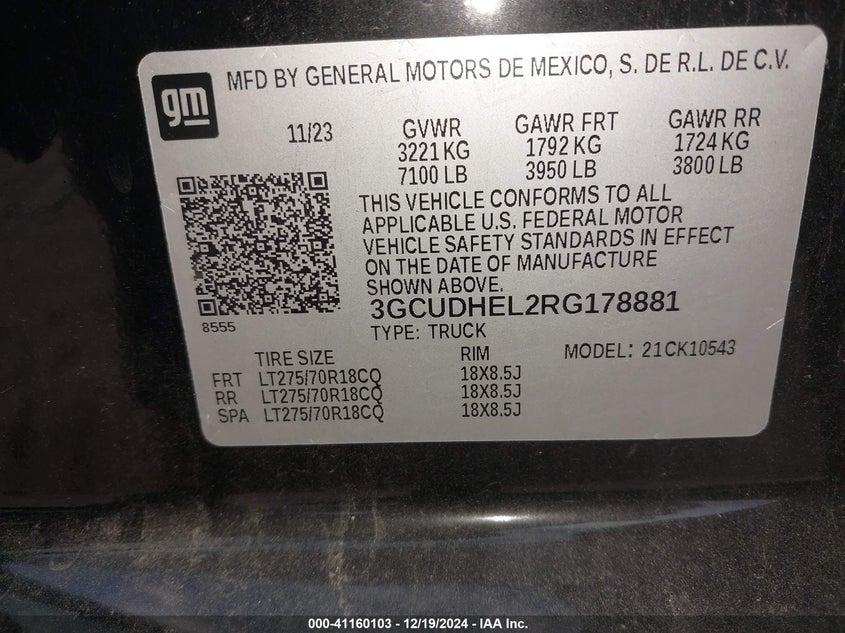 gm
MFD BY GENERAL MOTORS DE MEXICO, S. DE R.L. DE C.V.
11/23 GVWR GAWR FRT GAWR RR
3221 KG 1792 KG 1724 KG
7100 LB 3950 LB 3800 LB
THIS VEHICLE CONFORMS TO ALL
APPLICABLE U.S. FEDERAL MOTOR
VEHICLE SAFETY STANDARDS IN EFFECT
ON THE DATE OF MANUFACTURE
SHOWN ABOVE.
3GCUDHEL2RG178881
8555
TYPE: TRUCK
TIRE SIZE RIM MODEL: 21CK10543
FRT LT275/70R18CQ 18X8.5J
RR LT275/70R18CQ 18X8.5J
SPA LT275/70R18CQ 18X8.5J
000-41160103 - 12/19/2024 - IAA Inc.